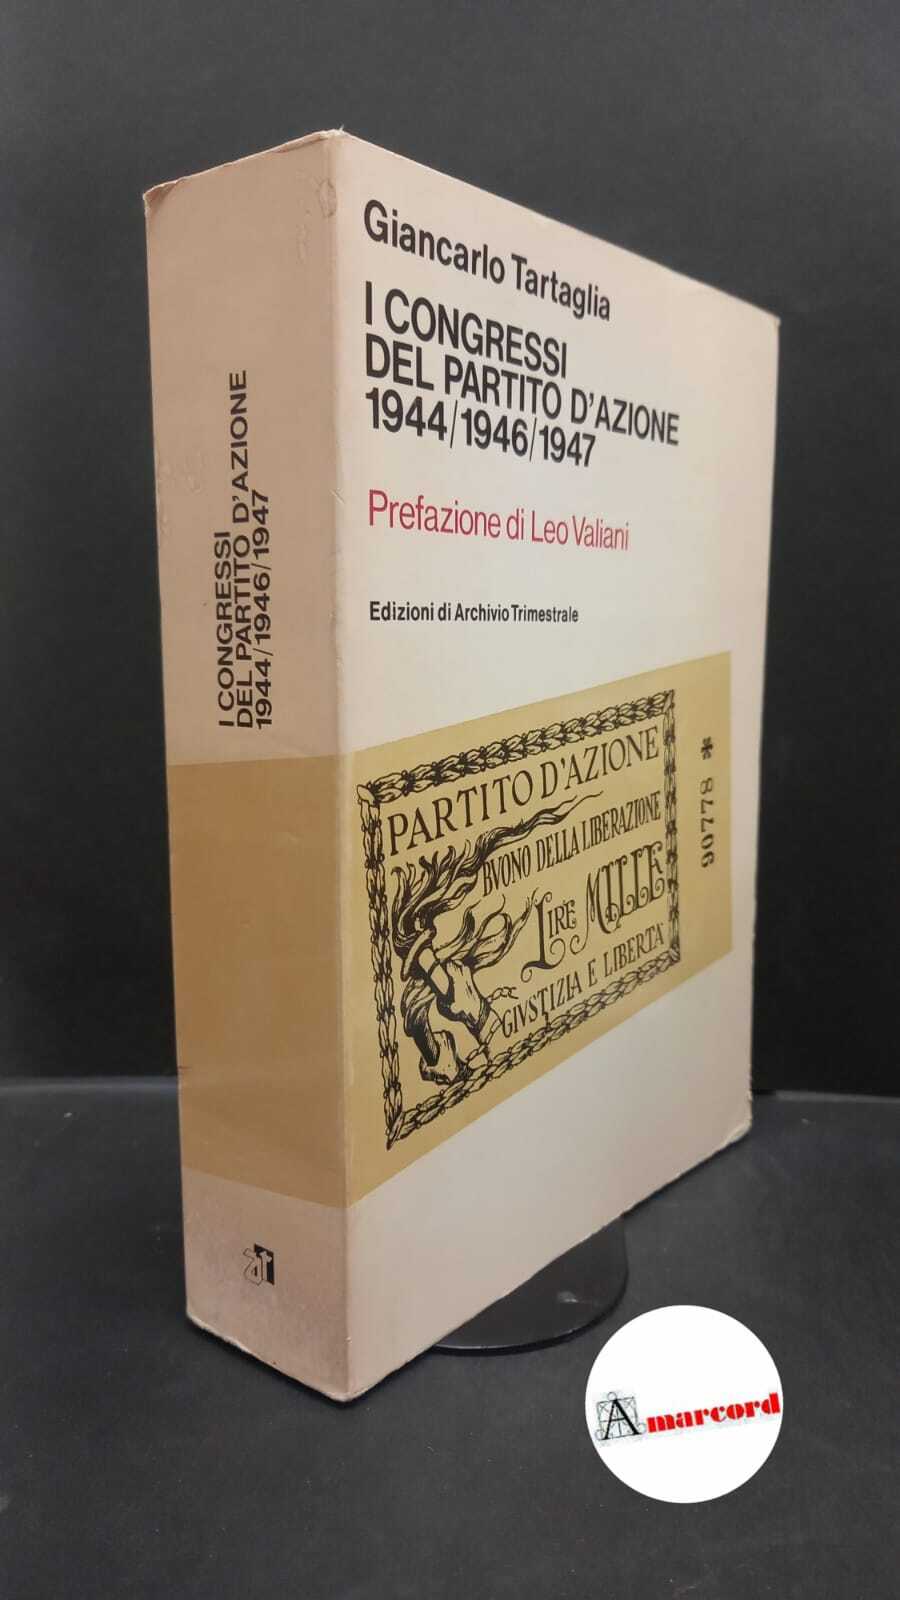 I CONGRESSI
DEL PARTITO D'AZIONE
1944/1946/1947
at
Giancarlo Tartaglia
I CONGRESSI
DEL PARTITO D'AZIONE
1944/1946/1947
Prefazione di Leo Valiani
Edizioni di Archivio Trimestrale
PARTITO D'AZIONE
BVONO DELLA LIBERAZIONE
LIRE MILLE
GIVSTIZIA E LIBERTA'
90778 *
Amarcord